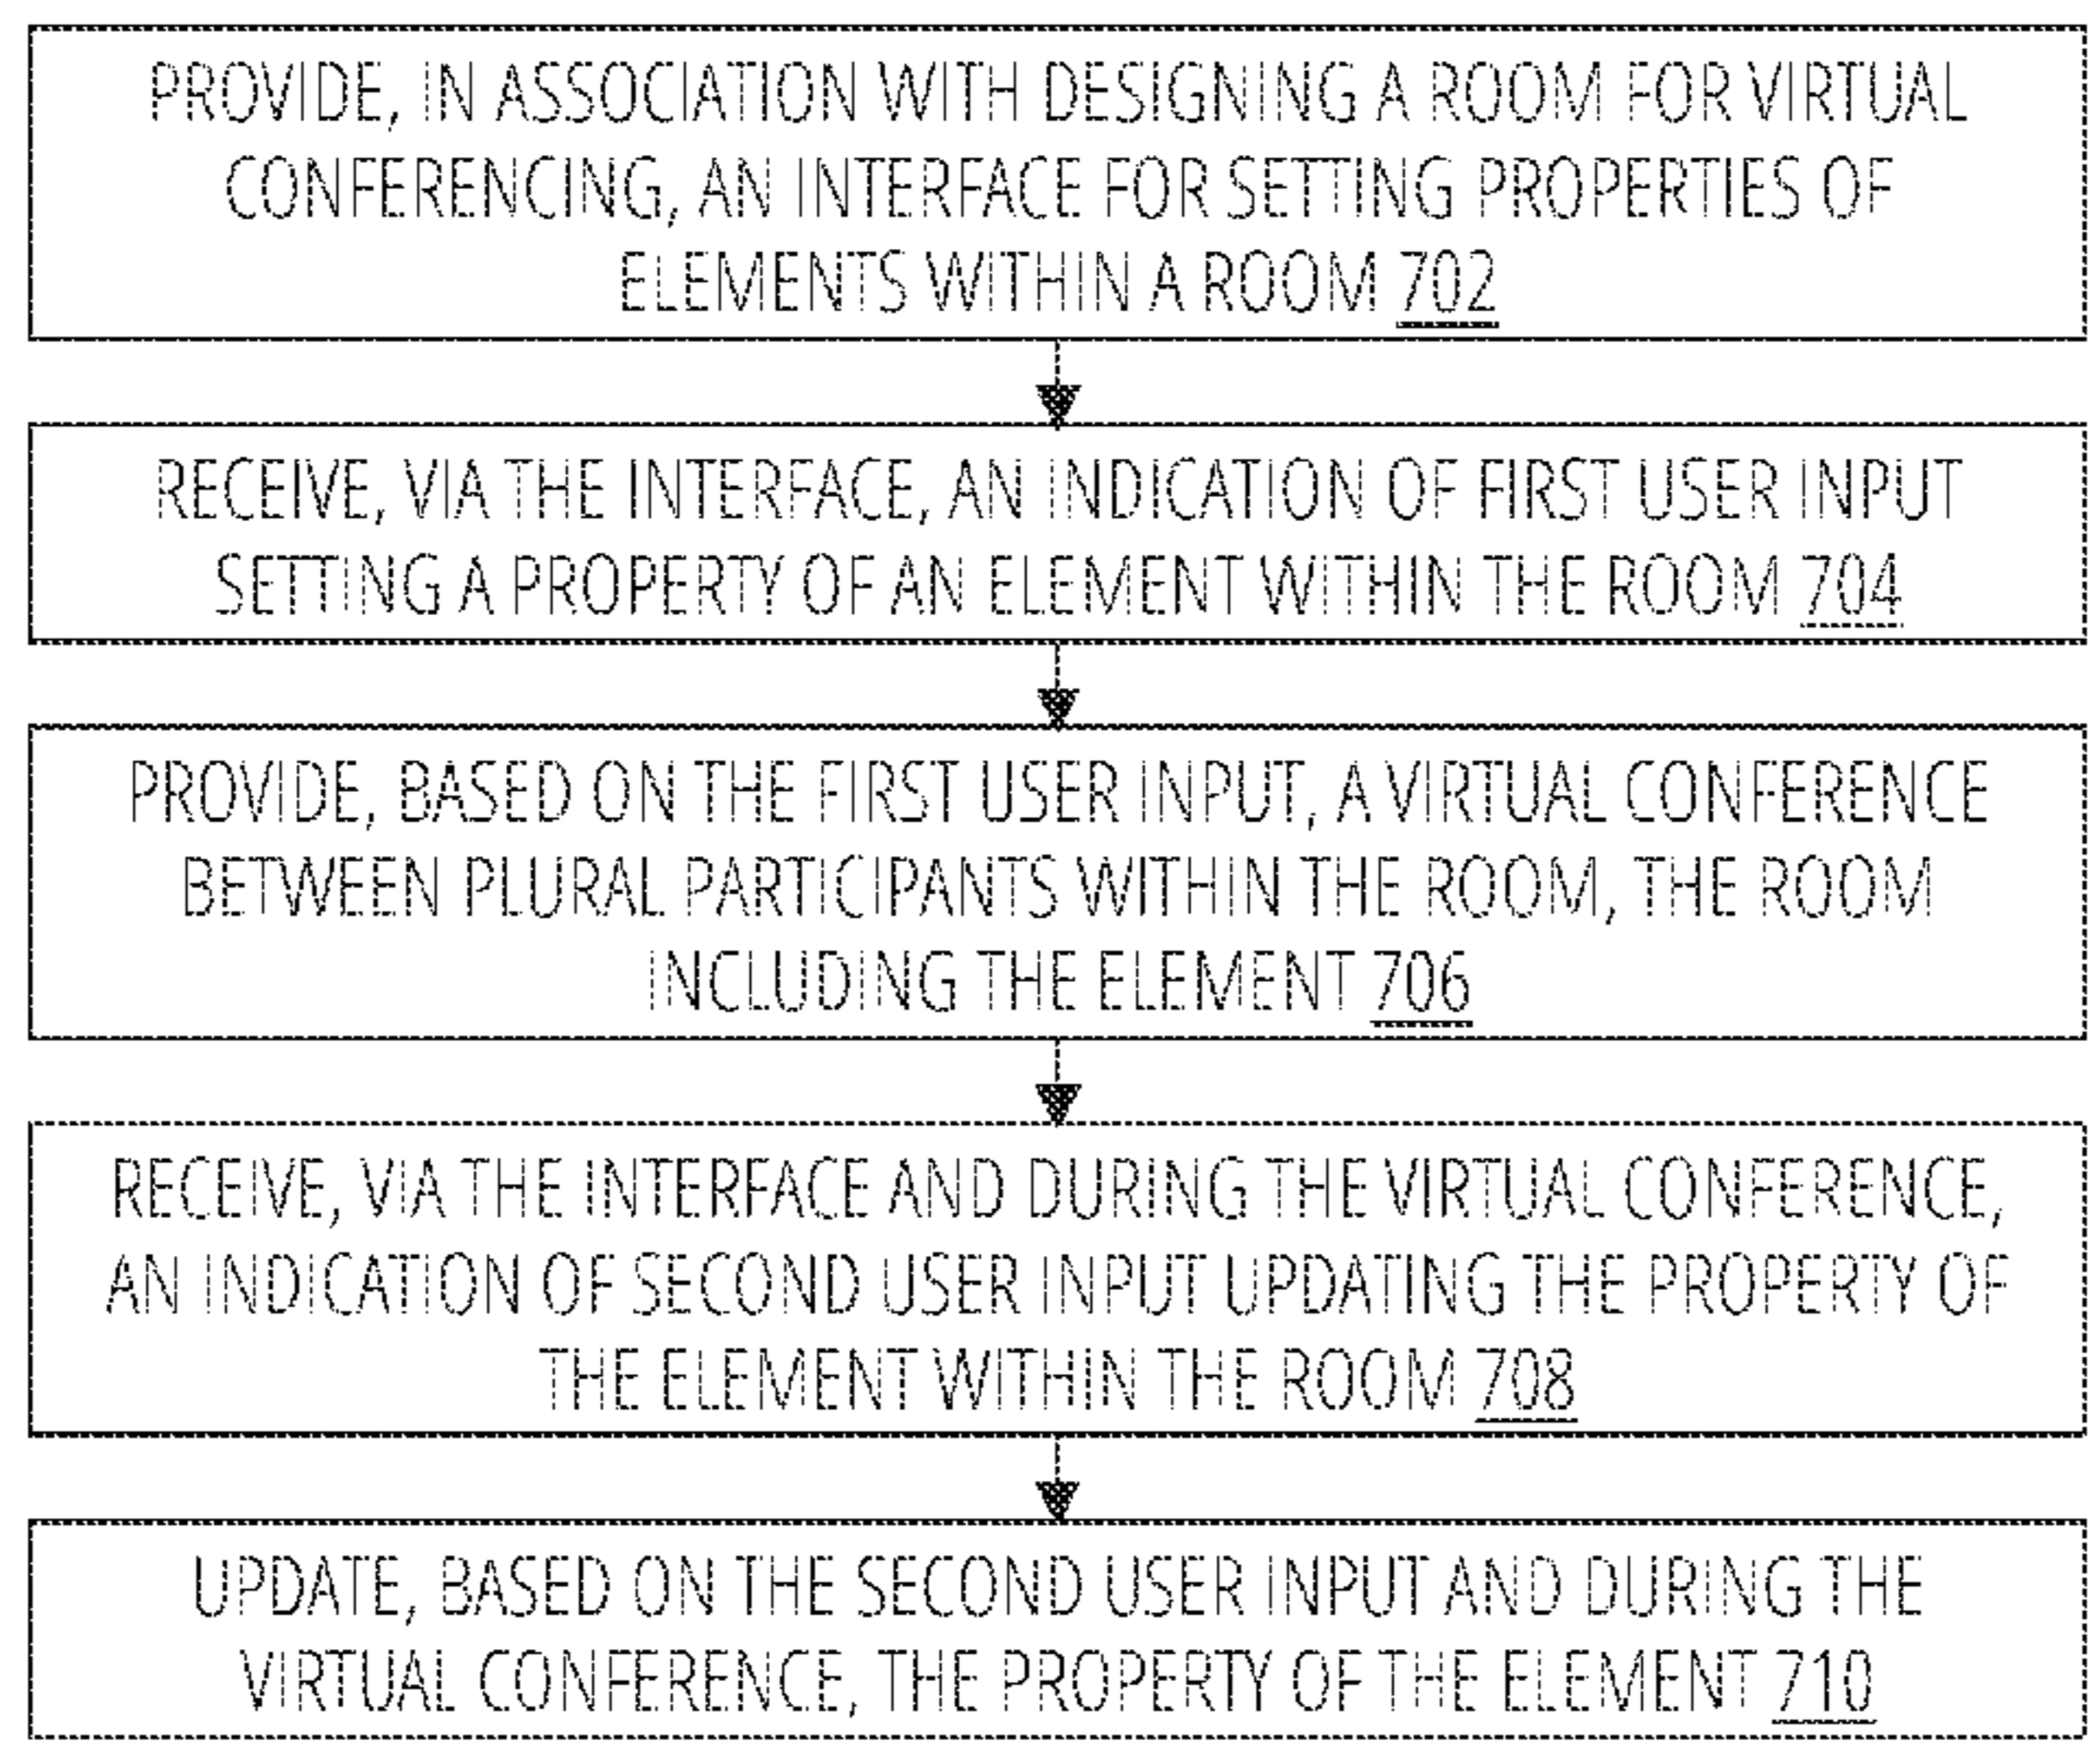 PROVIDE, IN ASSOCIATION WITH DESIGNING A ROOM FOR VIRTUAL
CONFERENCING, AN INTERFACE FOR SETTING PROPERTIES OF
ELEMENTS WITHIN A ROOM 702
RECEIVE, VIA THE INTERFACE, AN INDICATION OF FIRST USER INPUT
SETTING A PROPERTY OF AN ELEMENT WITHIN THE ROOM 704
PROVIDE, BASED ON THE FIRST USER INPUT, A VIRTUAL CONFERENCE
BETWEEN PLURAL PARTICIPANTS WITHIN THE ROOM, THE ROOM
INCLUDING THE ELEMENT 706
RECEIVE, VIA THE INTERFACE AND DURING THE VIRTUAL CONFERENCE,
AN INDICATION OF SECOND USER INPUT UPDATING THE PROPERTY OF
THE ELEMENT WITHIN THE ROOM 708
UPDATE, BASED ON THE SECOND USER INPUT AND DURING THE
VIRTUAL CONFERENCE, THE PROPERTY OF THE ELEMENT 710